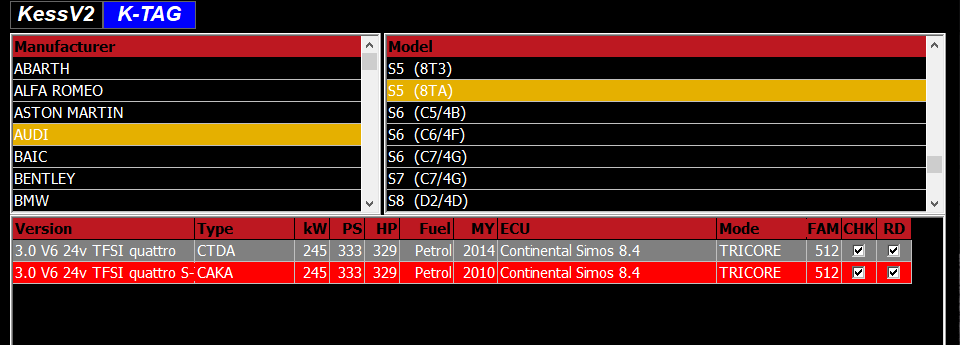 KessV2 K-TAG
Manufacturer
ABARTH
ALFA ROMEO
ASTON MARTIN
AUDI
BAIC
BENTLEY
BMW
Model
S5 (8T3)
S5 (8TA)
S6 (C5/4B)
S6 (C6/4F)
S6 (C7/4G)
S7 (C7/4G)
S8 (D2/4D)
Version Type kW PS HP Fuel MY ECU Mode FAM CHK RD
3.0 V6 24v TFSI quattro CTDA 245 333 329 Petrol 2014 Continental Simos 8.4 TRICORE 512
3.0 V6 24v TFSI quattro S- CAKA 245 333 329 Petrol 2010 Continental Simos 8.4 TRICORE 512